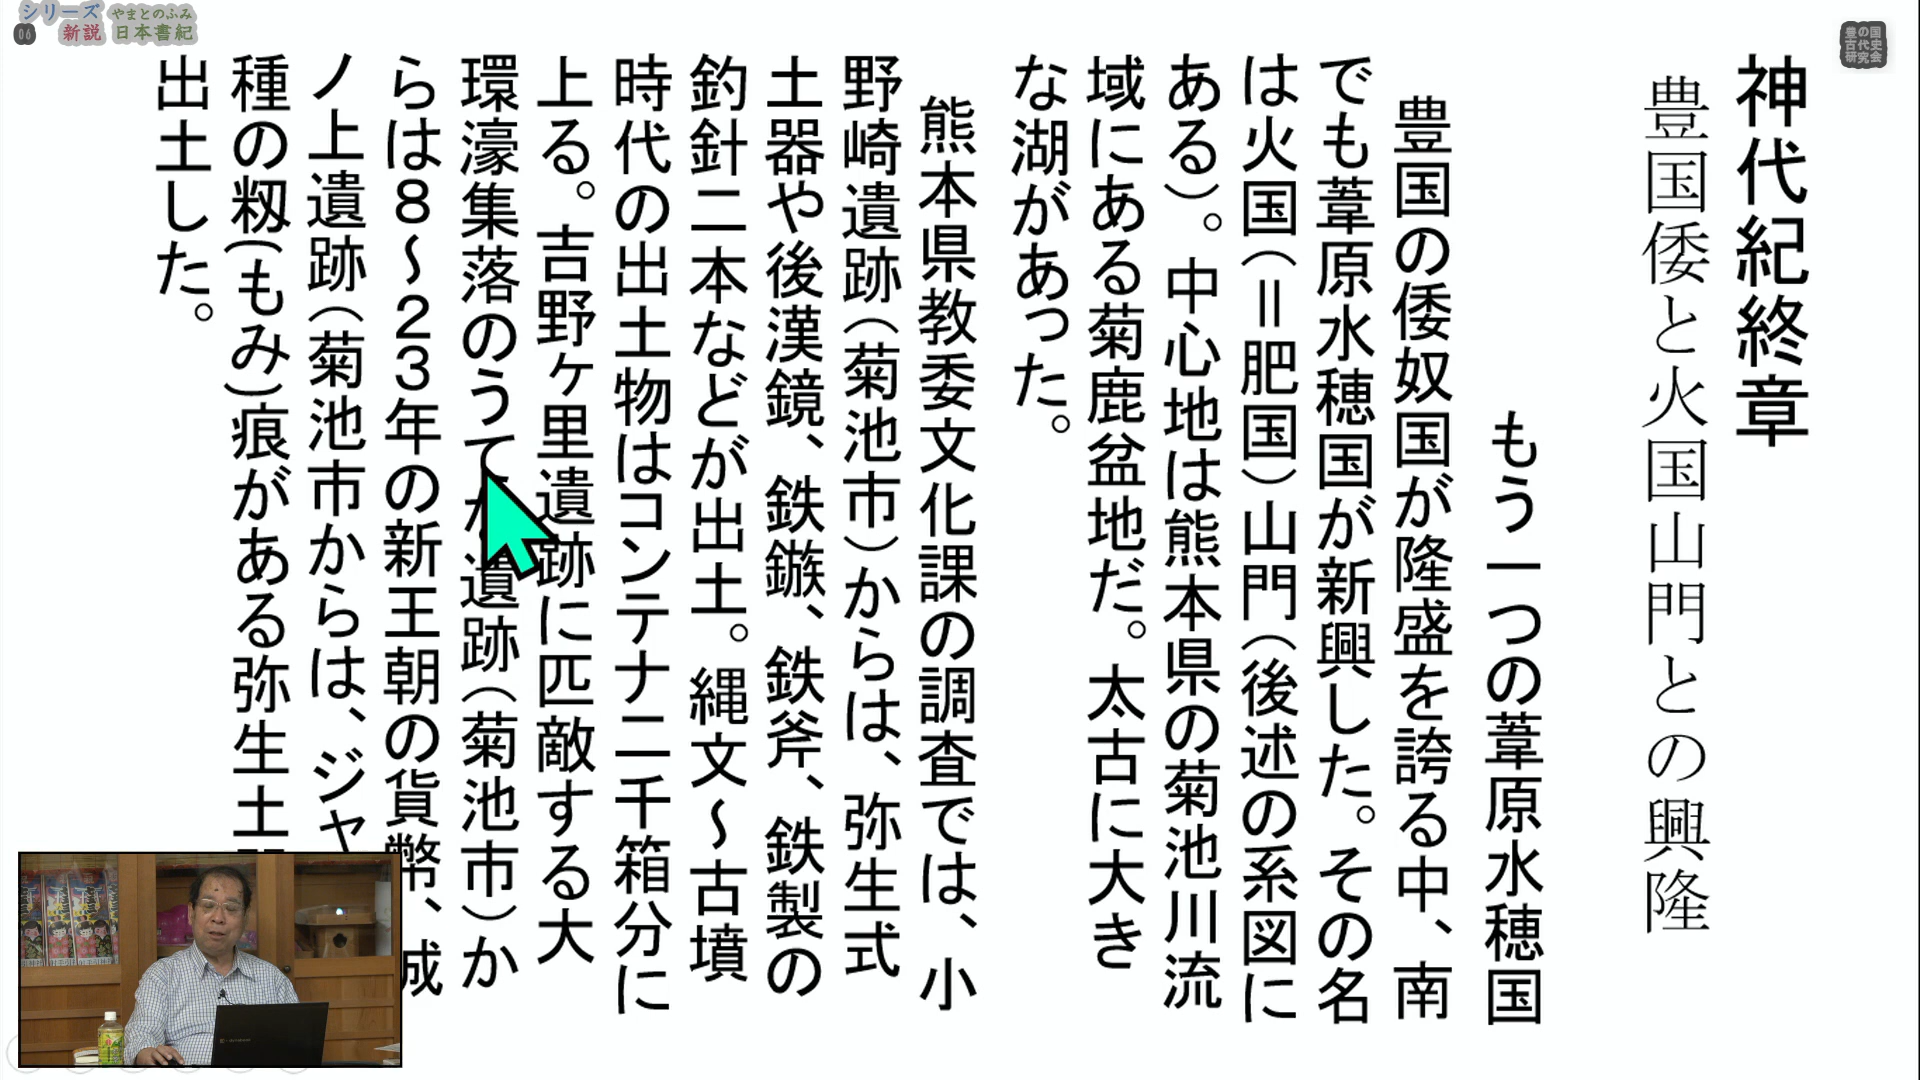 シリーズ
06
新説
やまとのふみ
日本書紀
豊の国
古代史
研究会
神代紀終章
豊国倭と火国山門との興隆
もう一つの葦原水穂国
豊国の倭奴国が隆盛を誇る中、南
でも葦原水穂国が新興した。その名
は火国(=肥国)山門(後述の系図に
ある)。中心地は熊本県の菊池川流
域にある菊鹿盆地だ。太古に大き
な湖があった。
熊本県教委文化課の調査では、小
野崎遺跡(菊池市)からは、弥生式
土器や後漢鏡、鉄鏃、鉄斧、鉄製の
釣針二本などが出土。縄文~古墳
時代の出土物はコンテナ二千箱分に
上る。吉野ヶ里遺跡に匹敵する大
環濠集落のうて遺跡(菊池市)か
らは8~23年の新王朝の貨幣、城
ノ上遺跡(菊池市からは、ジャ
種の籾(もみ)痕がある弥生土
出土した。